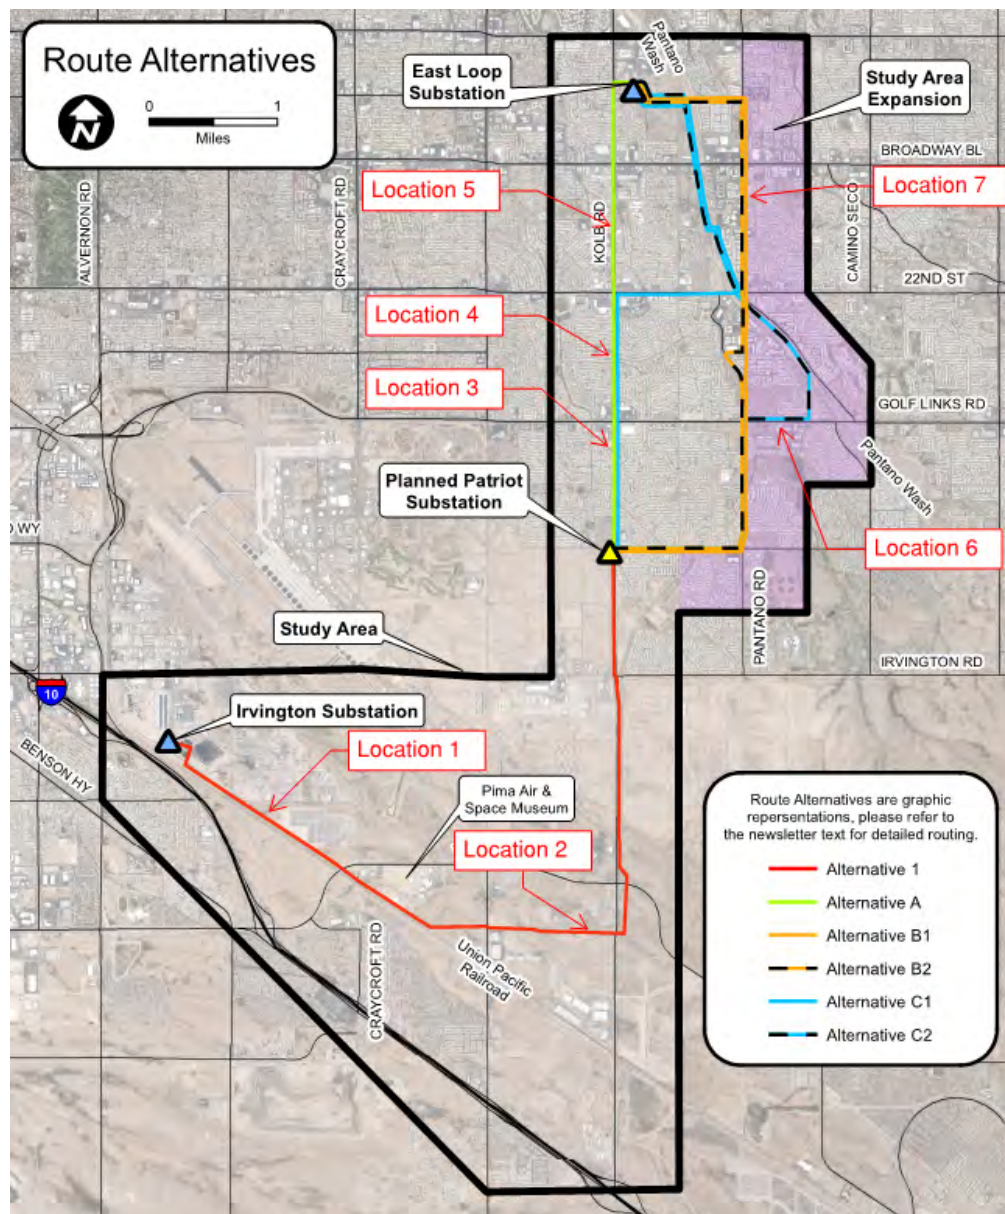 Route Alternatives
N
0 1
Miles
Pantano
Wash
East Loop
Substation
Study Area
Expansion
BROADWAY BL
Location 5
Location 7
ALVERNON RD
CRAYCROFT RD
KOLB RD
CAMINO SECO
22ND ST
Location 4
Location 3
GOLF LINKS RD
Planned Patriot
Substation
Pantano Wash
O WY
Location 6
PANTANO RD
Study Area
IRVINGTON RD
10
Irvington Substation
BENSON HY
Location 1
Pima Air &
Space Museum
Location 2
CRAYCROFT RD
Union Pacific
Railroad
Route Alternatives are graphic
repersentations, please refer to
the newsletter text for detailed routing.
Alternative 1
Alternative A
Alternative B1
Alternative B2
Alternative C1
Alternative C2